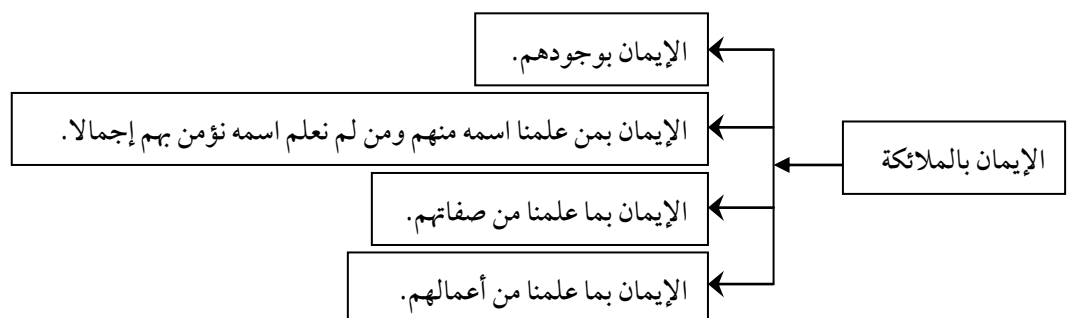 الإيمان بالملائكة
الإيمان بوجودهم.
الإيمان بمن علمنا اسمه منهم ومن لم نعلم اسمه نؤمن بهم إجمالا.
الإيمان بما علمنا من صفاتهم.
الإيمان بما علمنا من أعمالهم.